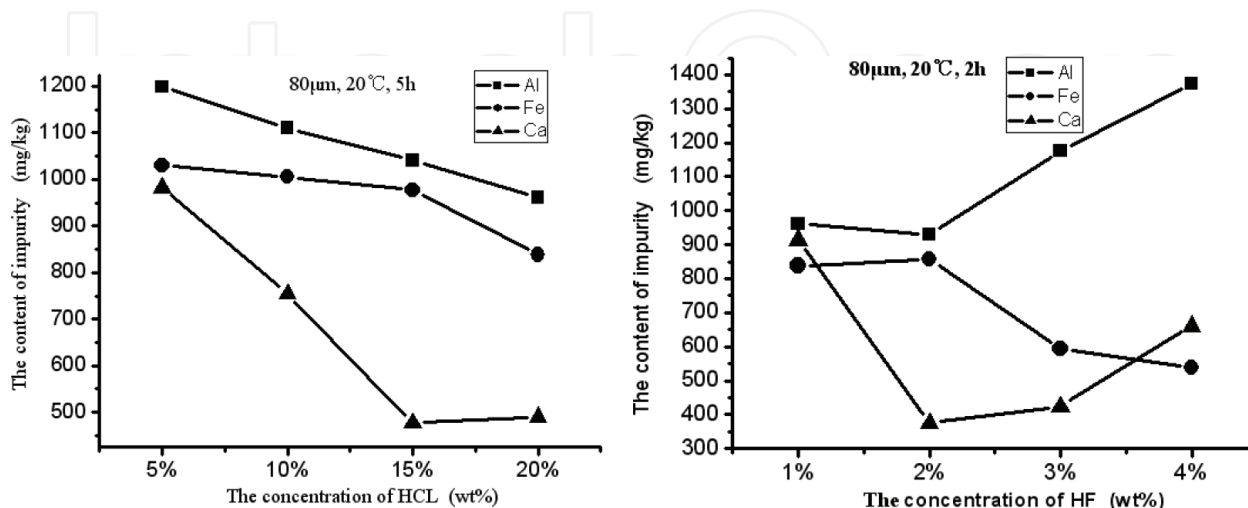 80μm, 20℃, 5h
Al
Fe
Ca
The content of impurity (mg/kg)
1200
1100
1000
900
800
700
600
500
5%
10%
15%
20%
The concentration of HCL (wt%)
80μm, 20℃, 2h
Al
Fe
Ca
The content of impurity (mg/kg)
1400
1300
1200
1100
1000
900
800
700
600
500
400
300
1%
2%
3%
4%
The concentration of HF (wt%)